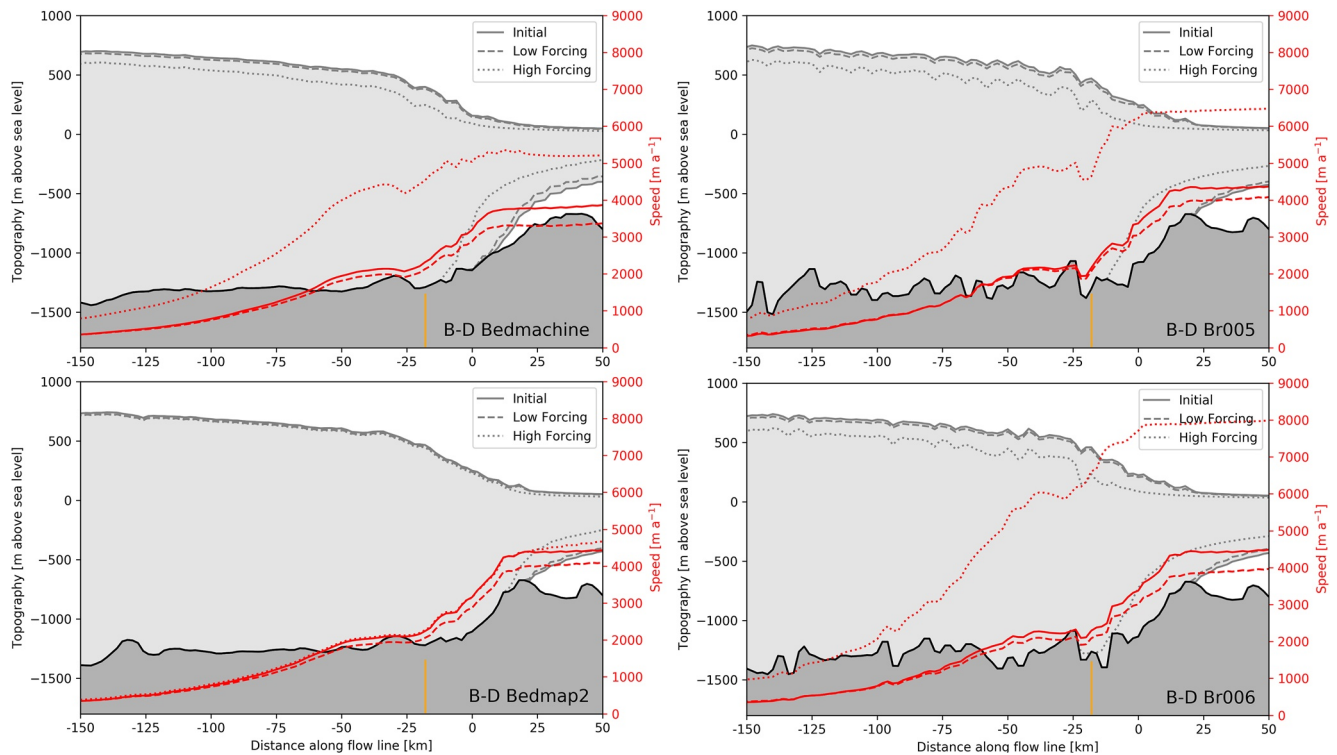 1000
500
0
−500
−1000
−1500
Topography [m above sea level]
Initial
Low Forcing
High Forcing
9000
8000
7000
6000
5000
4000
3000
2000
1000
0
Speed [m a⁻¹]
B-D Bedmachine
-150 -125 -100 -75 -50 -25 0 25 50
1000
500
0
−500
−1000
−1500
Topography [m above sea level]
Initial
Low Forcing
High Forcing
9000
8000
7000
6000
5000
4000
3000
2000
1000
0
Speed [m a⁻¹]
B-D Br005
-150 -125 -100 -75 -50 -25 0 25 50
1000
500
0
−500
−1000
−1500
Topography [m above sea level]
Initial
Low Forcing
High Forcing
9000
8000
7000
6000
5000
4000
3000
2000
1000
0
Speed [m a⁻¹]
B-D Bedmap2
-150 -125 -100 -75 -50 -25 0 25 50
Distance along flow line [km]
1000
500
0
−500
−1000
−1500
Topography [m above sea level]
Initial
Low Forcing
High Forcing
9000
8000
7000
6000
5000
4000
3000
2000
1000
0
Speed [m a⁻¹]
B-D Br006
-150 -125 -100 -75 -50 -25 0 25 50
Distance along flow line [km]